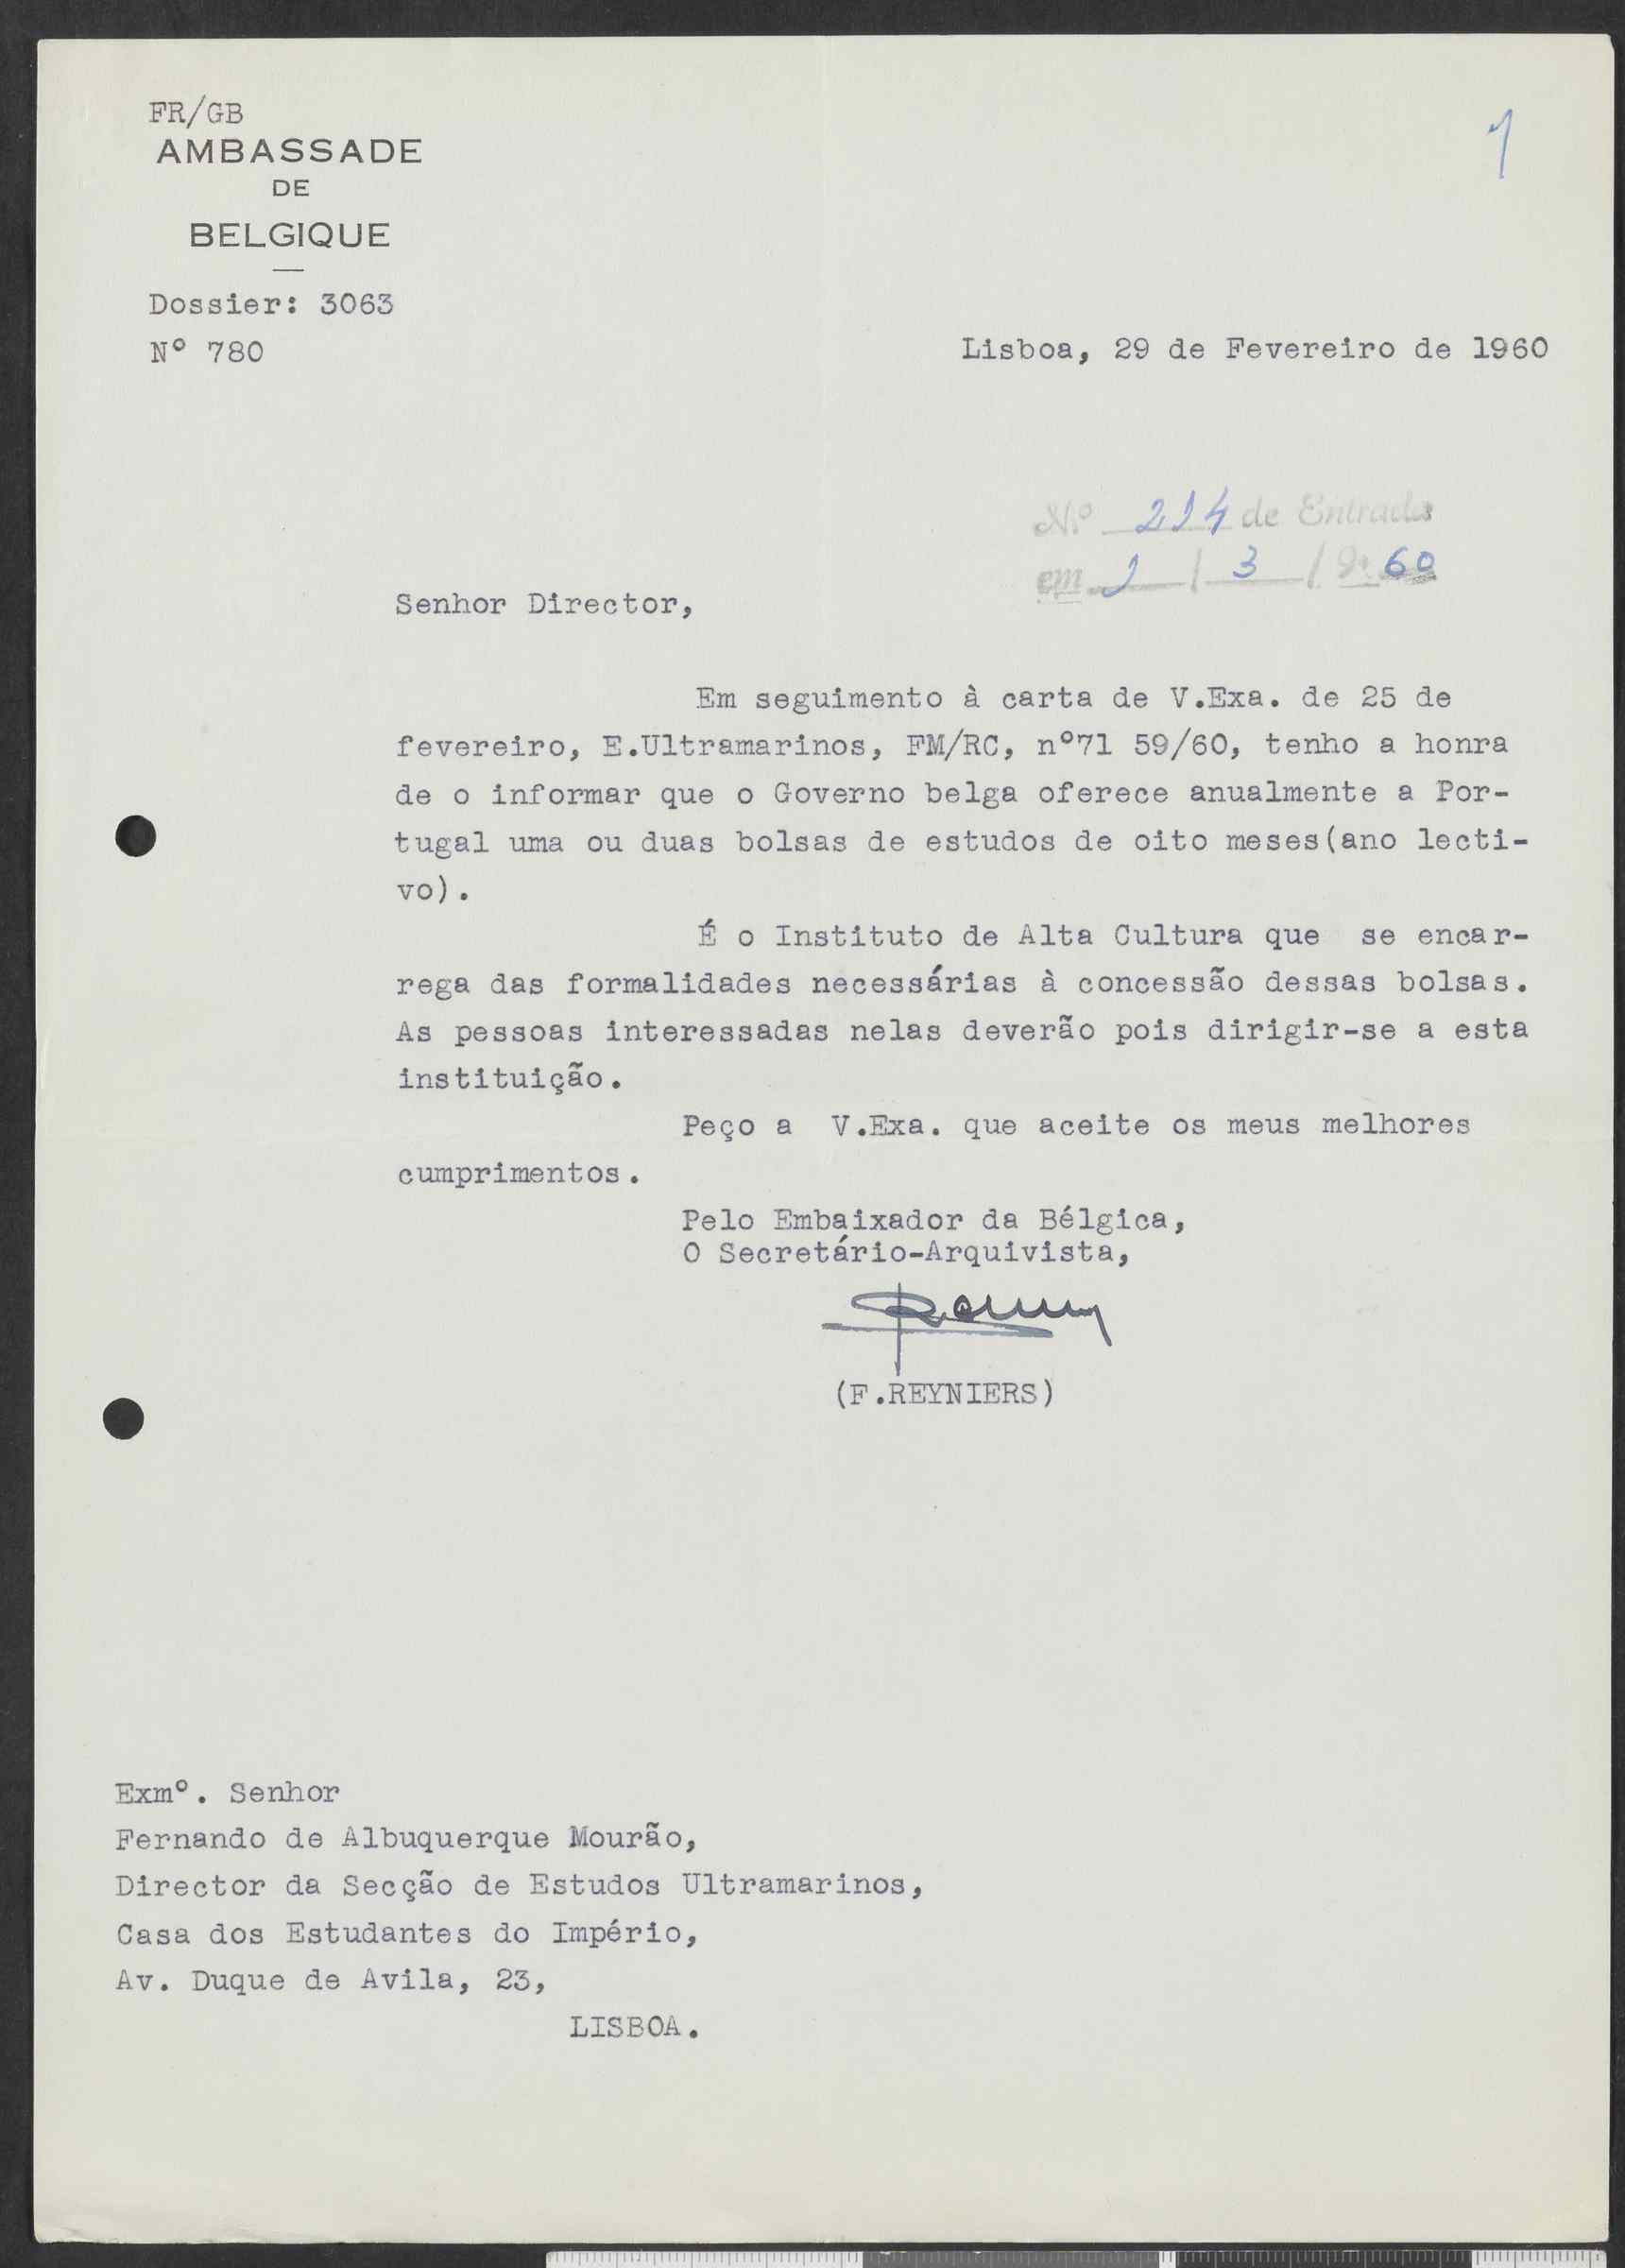 FR/GB
AMBASSADE
DE
BELGIQUE
Dossier: 3063
Nº 780
Lisboa, 29 de Fevereiro de 1960
Nº 214 de Entrada
em 1 / 3 / 960
Senhor Director,
Em seguimento à carta de V.Exa. de 25 de
fevereiro, E.Ultramarinos, FM/RC, nº71 59/60, tenho a honra
de o informar que o Governo belga oferece anualmente a Por-
tugal uma ou duas bolsas de estudos de oito meses(ano lecti-
vo).
É o Instituto de Alta Cultura que se encar-
rega das formalidades necessárias à concessão dessas bolsas.
As pessoas interessadas nelas deverão pois dirigir-se a esta
instituição.
Peço a V.Exa. que aceite os meus melhores
cumprimentos.
Pelo Embaixador da Bélgica,
O Secretário-Arquivista,
(F.REYNIERS)
Exmº. Senhor
Fernando de Albuquerque Mourão,
Director da Secção de Estudos Ultramarinos,
Casa dos Estudantes do Império,
Av. Duque de Avila, 23,
LISBOA.